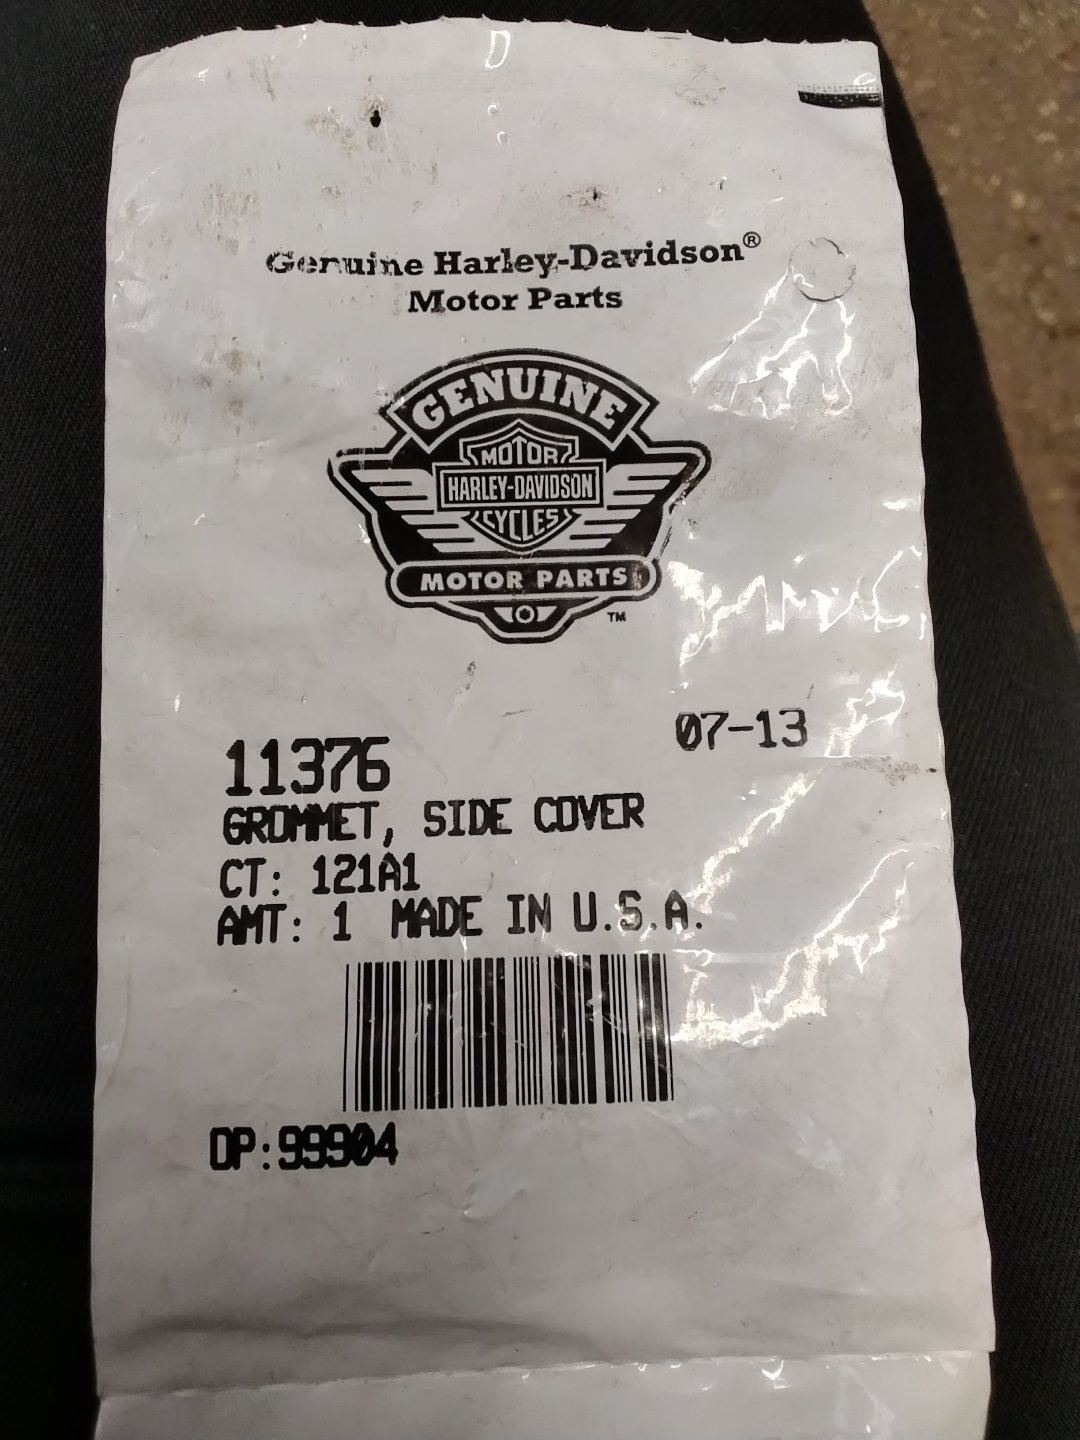 Genuine Harley-Davidson®
Motor Parts
GENUINE
MOTOR
HARLEY-DAVIDSON
CYCLES
MOTOR PARTS
TM
07-13
11376
GROMMET, SIDE COVER
CT: 121A1
AMT: 1 MADE IN U.S.A.
OP:99904